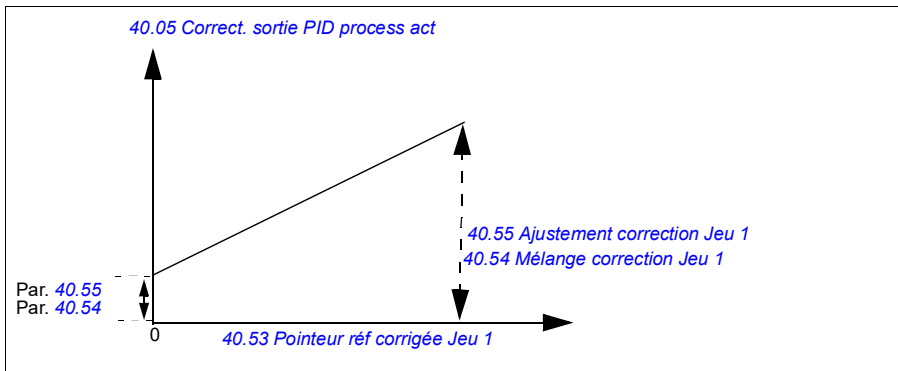 40.05 Correct. sortie PID process act
40.55 Ajustement correction Jeu 1
40.54 Mélange correction Jeu 1
Par. 40.55
Par. 40.54
0
40.53 Pointeur réf corrigée Jeu 1